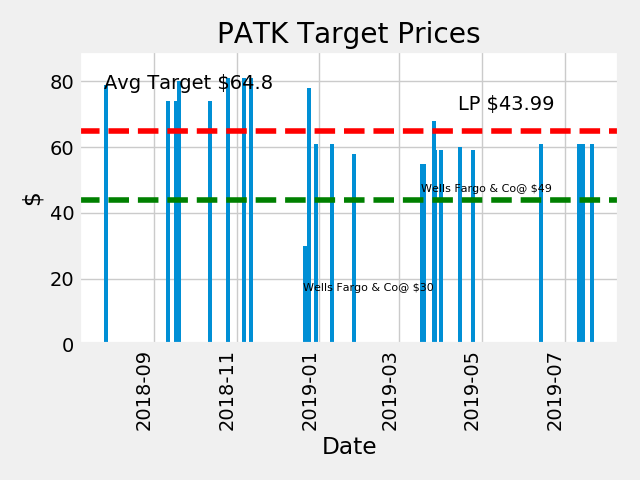 PATK Target Prices
Avg Target $64.8
LP $43.99
Wells Fargo & Co@ $49
Wells Fargo & Co@ $30
$
80
60
40
20
0
2018-09
2018-11
2019-01
2019-03
2019-05
2019-07
Date